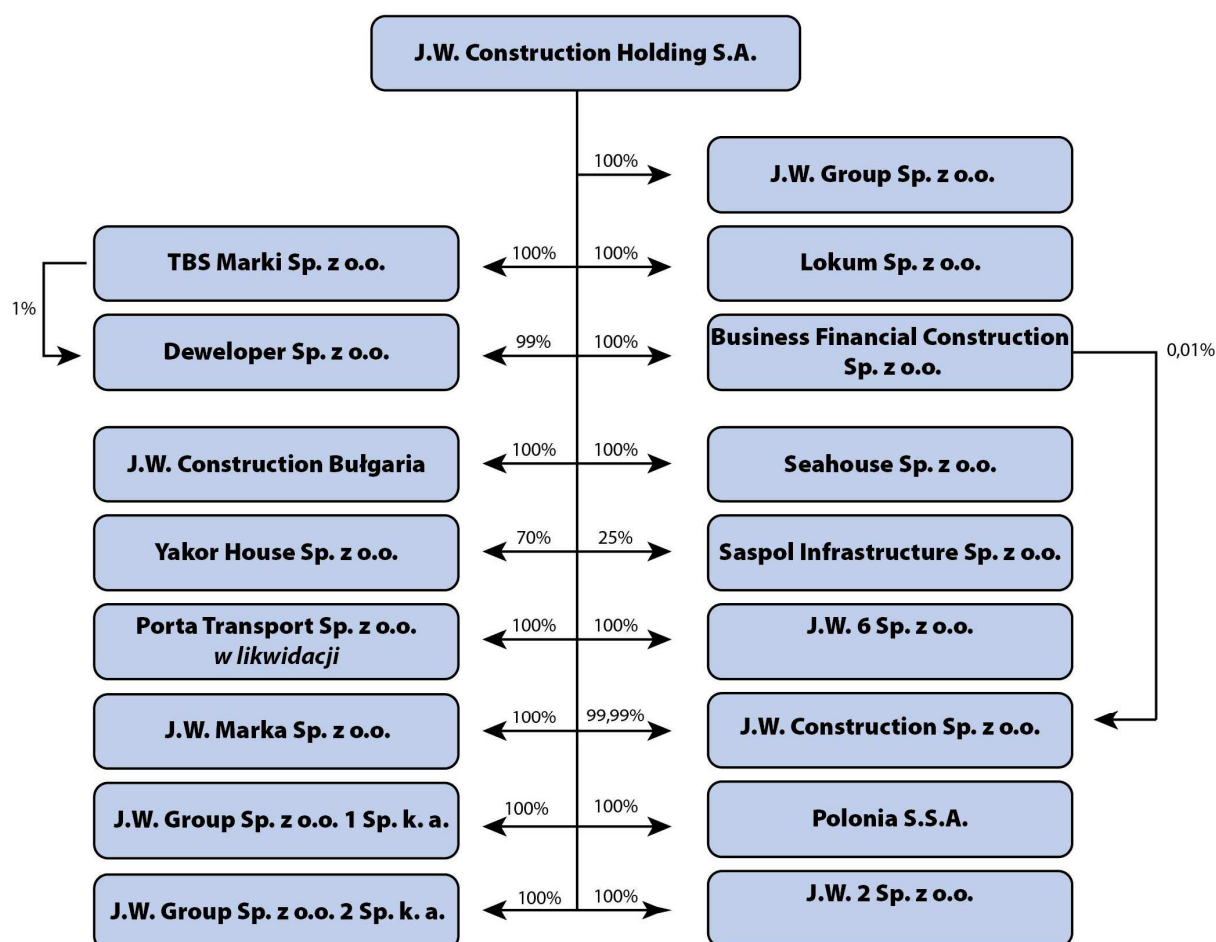 J.W. Construction Holding S.A.
100%
J.W. Group Sp. z o.o.
TBS Marki Sp. z o.o.
100%
100%
Lokum Sp. z o.o.
1%
Deweloper Sp. z o.o.
99%
100%
Business Financial Construction
Sp. z o.o.
0,01%
J.W. Construction Bułgaria
100%
100%
Seahouse Sp. z o.o.
Yakor House Sp. z o.o.
70%
25%
Saspol Infrastructure Sp. z o.o.
Porta Transport Sp. z o.o.
w likwidacji
100%
100%
J.W. 6 Sp. z o.o.
J.W. Marka Sp. z o.o.
100%
99,99%
J.W. Construction Sp. z o.o.
J.W. Group Sp. z o.o. 1 Sp. k. a.
100%
100%
Polonia S.S.A.
J.W. Group Sp. z o.o. 2 Sp. k. a.
100%
100%
J.W. 2 Sp. z o.o.